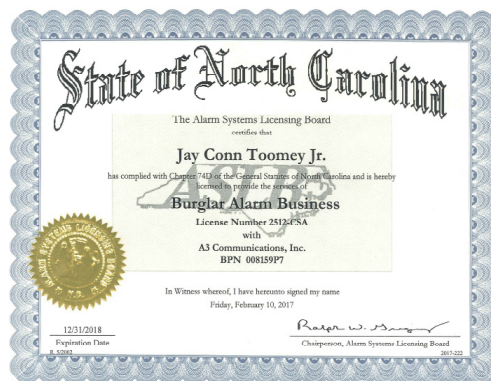 State of North Carolina
The Alarm Systems Licensing Board
certifies that
Jay Conn Toomey Jr.
has complied with Chapter 74D of the General Statutes of North Carolina and is hereby
licensed to provide the services of
Burglar Alarm Business
License Number 2512-CSA
with
A3 Communications, Inc.
BPN 008159P7
In Witness whereof, I have hereunto signed my name
Friday, February 10, 2017
12/31/2018
Expiration Date
Chairperson, Alarm Systems Licensing Board
R. 5/2002
2017-222